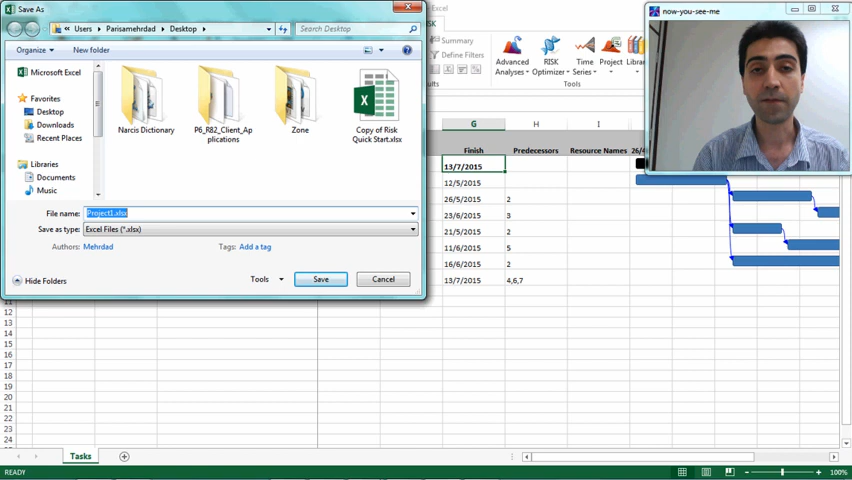 Save As
Users
Parisamehrdad
Desktop
Search Desktop
Organize
New folder
Microsoft Excel
Favorites
Desktop
Downloads
Recent Places
Libraries
Documents
Music
Narcis Dictionary
P6_R82_Client_Ap
plications
Zone
Copy of Risk
Quick Start.xlsx
File name: Project1.xlsx
Save as type: Excel Files (*.xlsx)
Authors: Mehrdad
Tags: Add a tag
Hide Folders
Tools
Save
Cancel
Excel
Summary
Define Filters
Advanced
Analyses
RISK
Optimizer
Time
Series
Project
Tools
now-you-see-me
G H I
Finish Predecessors Resource Names
13/7/2015
12/5/2015
26/5/2015 2
23/6/2015 3
21/5/2015 2
11/6/2015 5
16/6/2015 2
13/7/2015 4,6,7
11
12
13
14
15
16
17
18
19
20
21
22
23
24
Tasks
READY
100%